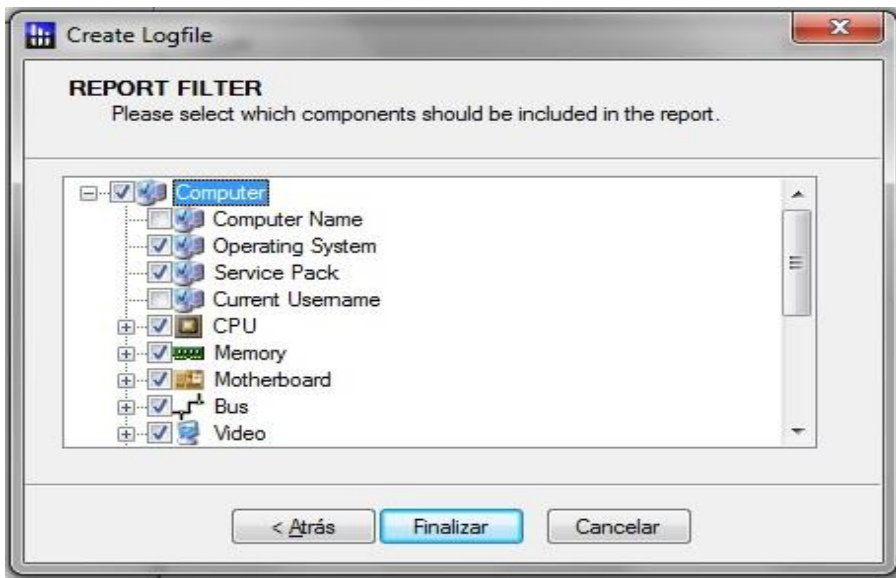 Create Logfile
REPORT FILTER
Please select which components should be included in the report.
Computer
Computer Name
Operating System
Service Pack
Current Username
CPU
Memory
Motherboard
Bus
Video
< Atrás
Finalizar
Cancelar